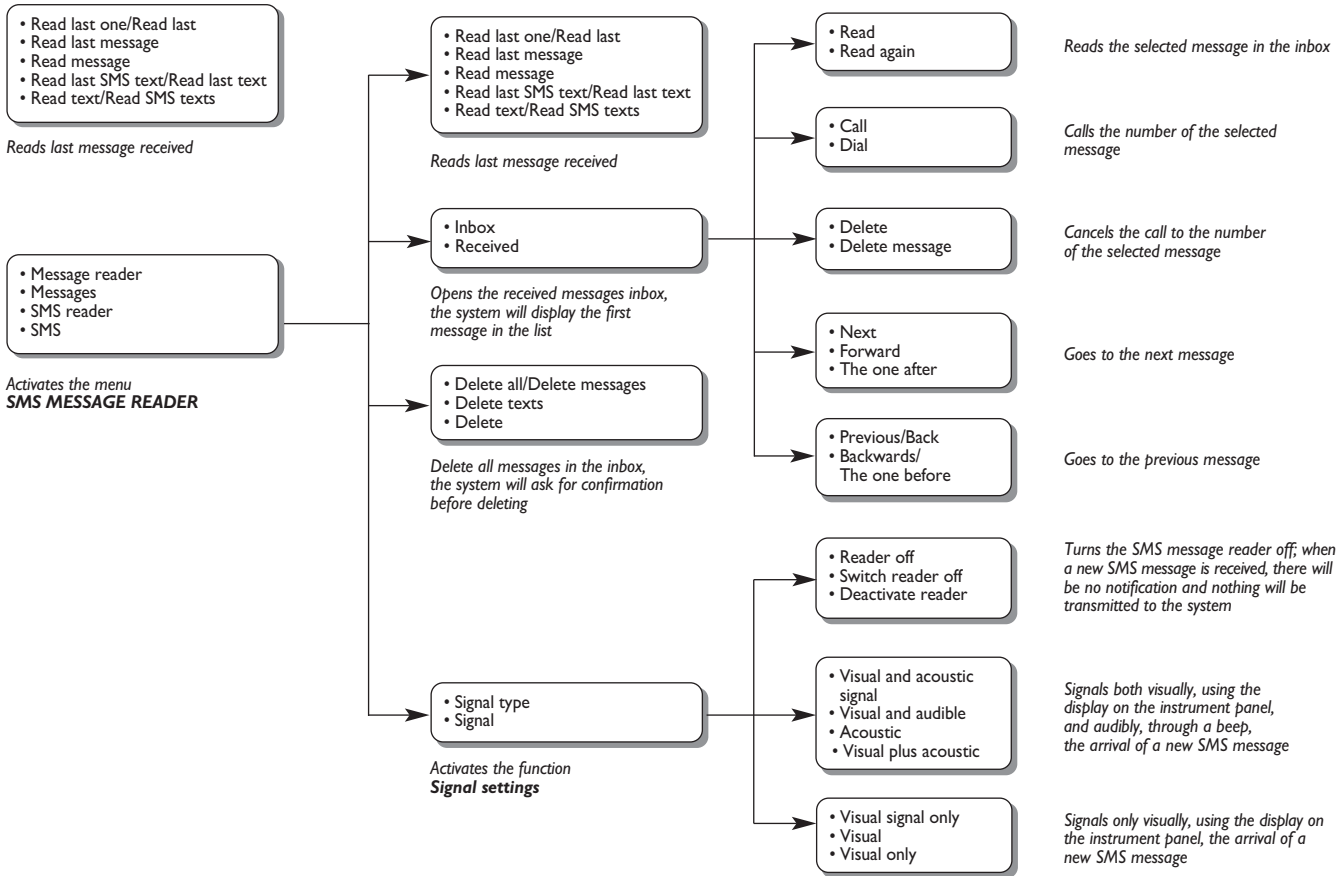 • Read last one/Read last
• Read last message
• Read message
• Read last SMS text/Read last text
• Read text/Read SMS texts
Reads last message received
• Message reader
• Messages
• SMS reader
• SMS
Activates the menu
SMS MESSAGE READER
• Read last one/Read last
• Read last message
• Read message
• Read last SMS text/Read last text
• Read text/Read SMS texts
Reads last message received
• Inbox
• Received
Opens the received messages inbox,
the system will display the first
message in the list
• Delete all/Delete messages
• Delete texts
• Delete
Delete all messages in the inbox,
the system will ask for confirmation
before deleting
• Signal type
• Signal
Activates the function
Signal settings
• Read
• Read again
Reads the selected message in the inbox
• Call
• Dial
Calls the number of the selected
message
• Delete
• Delete message
Cancels the call to the number
of the selected message
• Next
• Forward
• The one after
Goes to the next message
• Previous/Back
• Backwards/
The one before
Goes to the previous message
• Reader off
• Switch reader off
• Deactivate reader
Turns the SMS message reader off; when
a new SMS message is received, there will
be no notification and nothing will be
transmitted to the system
• Visual and acoustic
signal
• Visual and audible
• Acoustic
• Visual plus acoustic
Signals both visually, using the
display on the instrument panel,
and audibly, through a beep,
the arrival of a new SMS message
• Visual signal only
• Visual
• Visual only
Signals only visually, using the display on
the instrument panel, the arrival of a
new SMS message